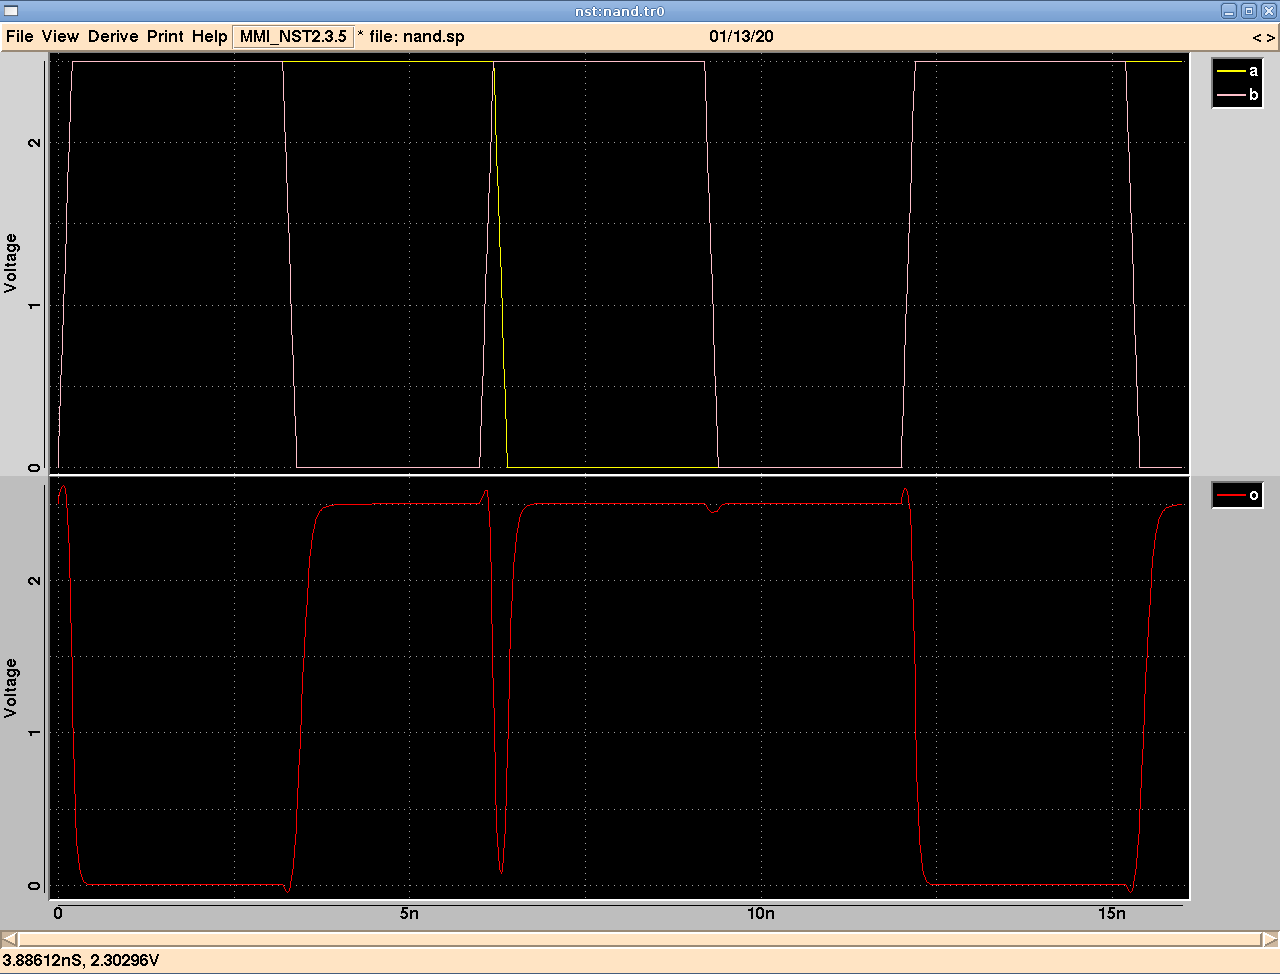 nst:nand.tr0
File View Derive Print Help MMI_NST2.3.5 * file: nand.sp 01/13/20 < >
a
b
2
1
0
Voltage
o
2
1
0
Voltage
0 5n 10n 15n
3.88612nS, 2.30296V